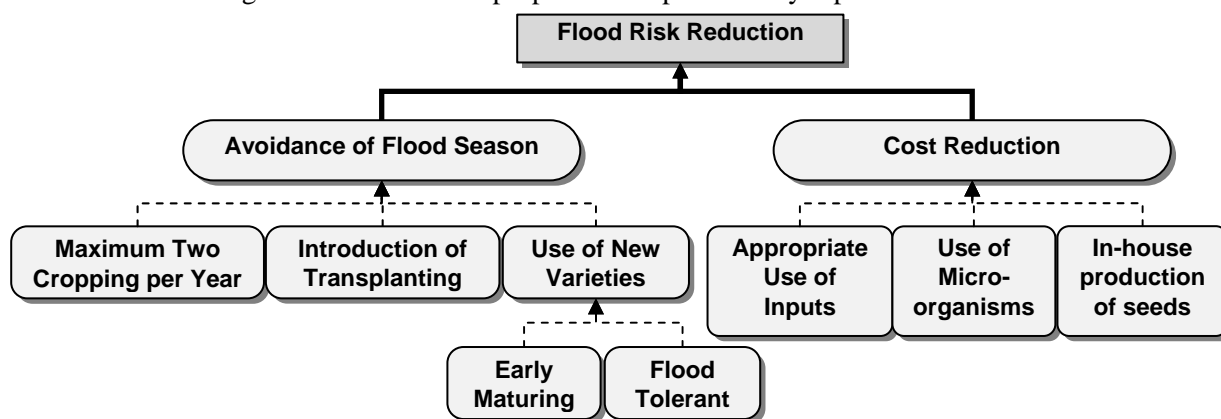 Flood Risk Reduction
Avoidance of Flood Season
Cost Reduction
Maximum Two
Cropping per Year
Introduction of
Transplanting
Use of New
Varieties
Appropriate
Use of
Inputs
Use of
Micro-
organisms
In-house
production
of seeds
Early
Maturing
Flood
Tolerant